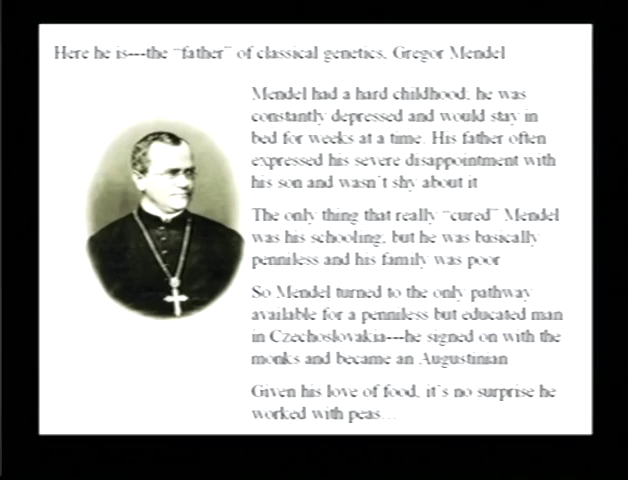 Here he is---the "father" of classical genetics, Gregor Mendel
Mendel had a hard childhood; he was
constantly depressed and would stay in
bed for weeks at a time. His father often
expressed his severe disappointment with
his son and wasn't shy about it
The only thing that really "cured" Mendel
was his schooling; but he was basically
penniless and his family was poor
So Mendel turned to the only pathway
available for a penniless but educated man
in Czechoslovakia---he signed on with the
monks and became an Augustinian
Given his love of food, it's no surprise he
worked with peas...